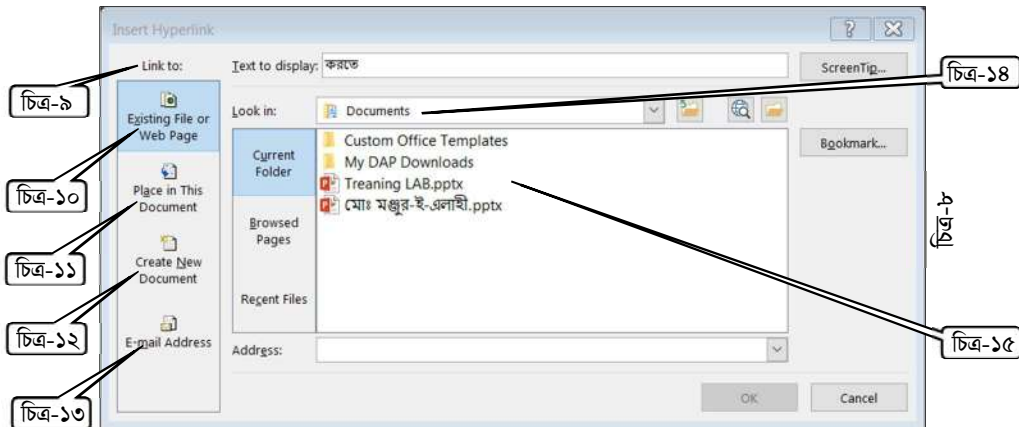 Insert Hyperlink
Link to:
Text to display: করতে
ScreenTip...
চিত্র-৯
চিত্র-১৪
Existing File or
Web Page
Look in: Documents
Bookmark...
Current
Folder
Custom Office Templates
My DAP Downloads
Treaning LAB.pptx
মোঃ মঞ্জুর-ই-এলাহী.pptx
চিত্র-১০
Place in This
Document
Browsed
Pages
চিত্র-৮
চিত্র-১১
Create New
Document
Recent Files
চিত্র-১২
E-mail Address
Address:
চিত্র-১৫
চিত্র-১৩
OK
Cancel